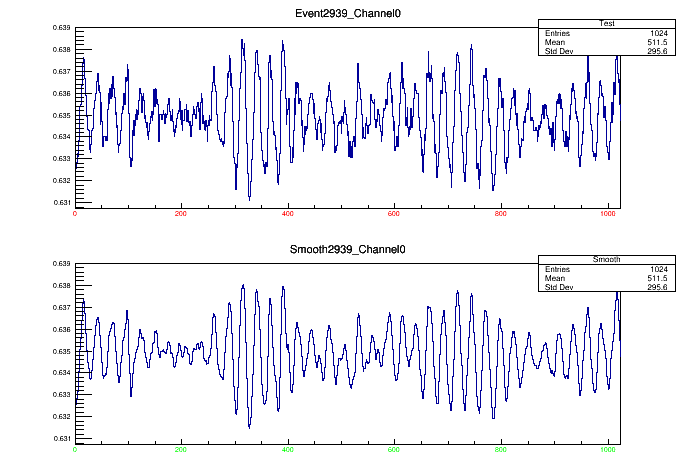 Event2939_Channel0
Test
Entries 1024
Mean 511.5
Std Dev 295.6
0.639
0.638
0.637
0.636
0.635
0.634
0.633
0.632
0.631
0 200 400 600 800 1000
Smooth2939_Channel0
Smooth
Entries 1024
Mean 511.5
Std Dev 295.6
0.639
0.638
0.637
0.636
0.635
0.634
0.633
0.632
0.631
0 200 400 600 800 1000